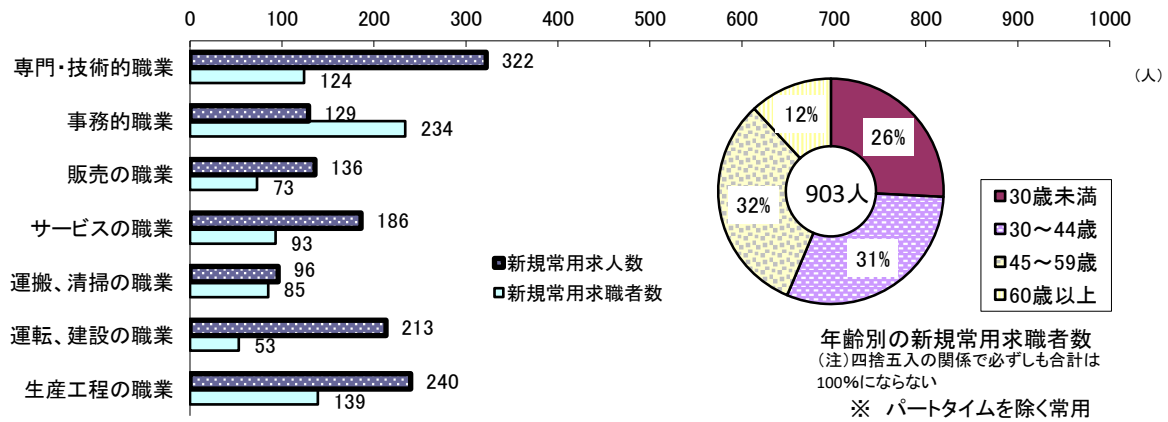 0 100 200 300 400 500 600 700 800 900 1000
(人)
専門・技術的職業
322
124
事務的職業
129
234
販売の職業
136
73
サービスの職業
186
93
運搬、清掃の職業
96
85
運転、建設の職業
213
53
生産工程の職業
240
139
新規常用求人数
新規常用求職者数
12%
26%
32%
903人
31%
30歳未満
30～44歳
45～59歳
60歳以上
年齢別の新規常用求職者数
(注)四捨五入の関係で必ずしも合計は
100%にならない
※ パートタイムを除く常用